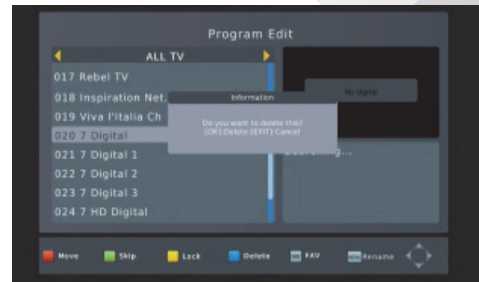 Program Edit
ALL TV
017 Rebel TV
018 Inspiration Net.
019 Viva l'Italia Ch
020 7 Digital
021 7 Digital 1
022 7 Digital 2
023 7 Digital 3
024 7 HD Digital
No signal
Information
Do you want to delete this?
[OK]:Delete [EXIT]:Cancel
Move Skip Lock Delete FAV Rename